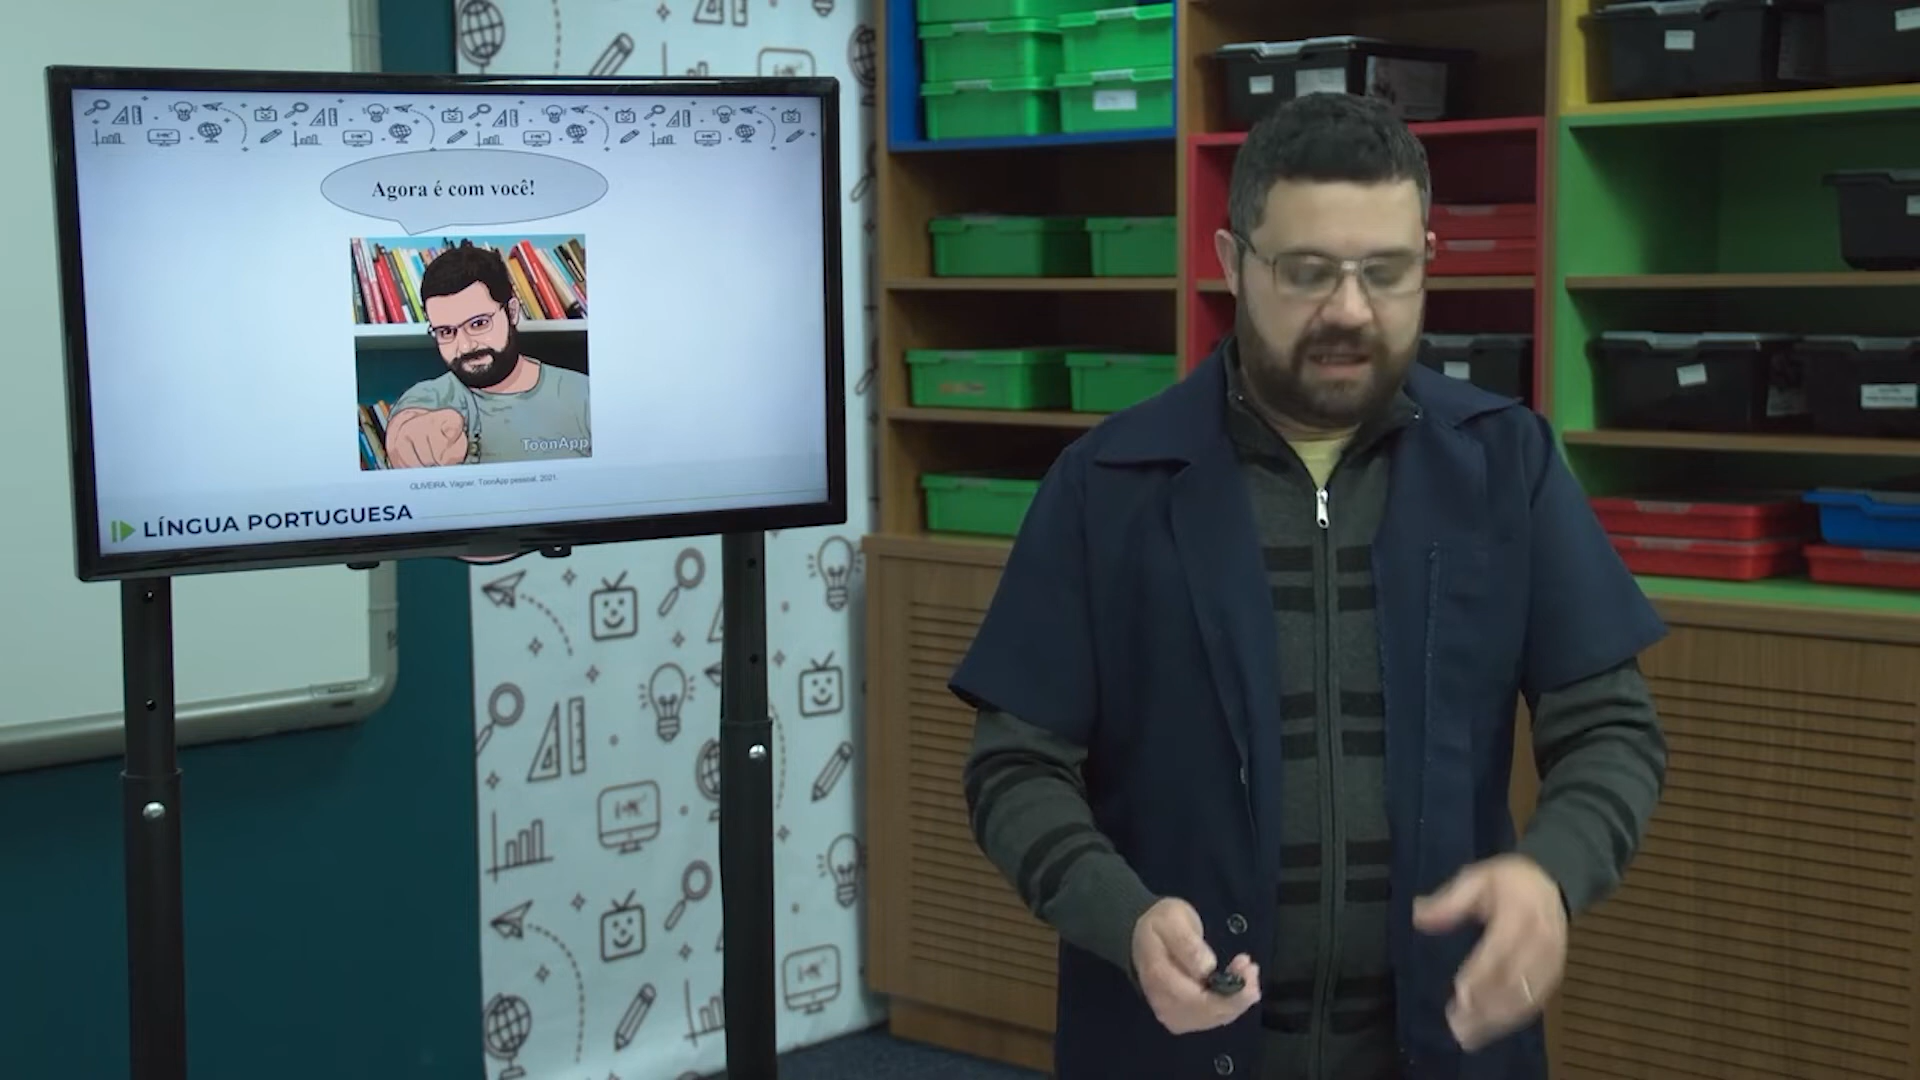 Agora é com você!
ToonApp
OLIVEIRA, Vagner. ToonApp pessoal, 2021.
LÍNGUA PORTUGUESA